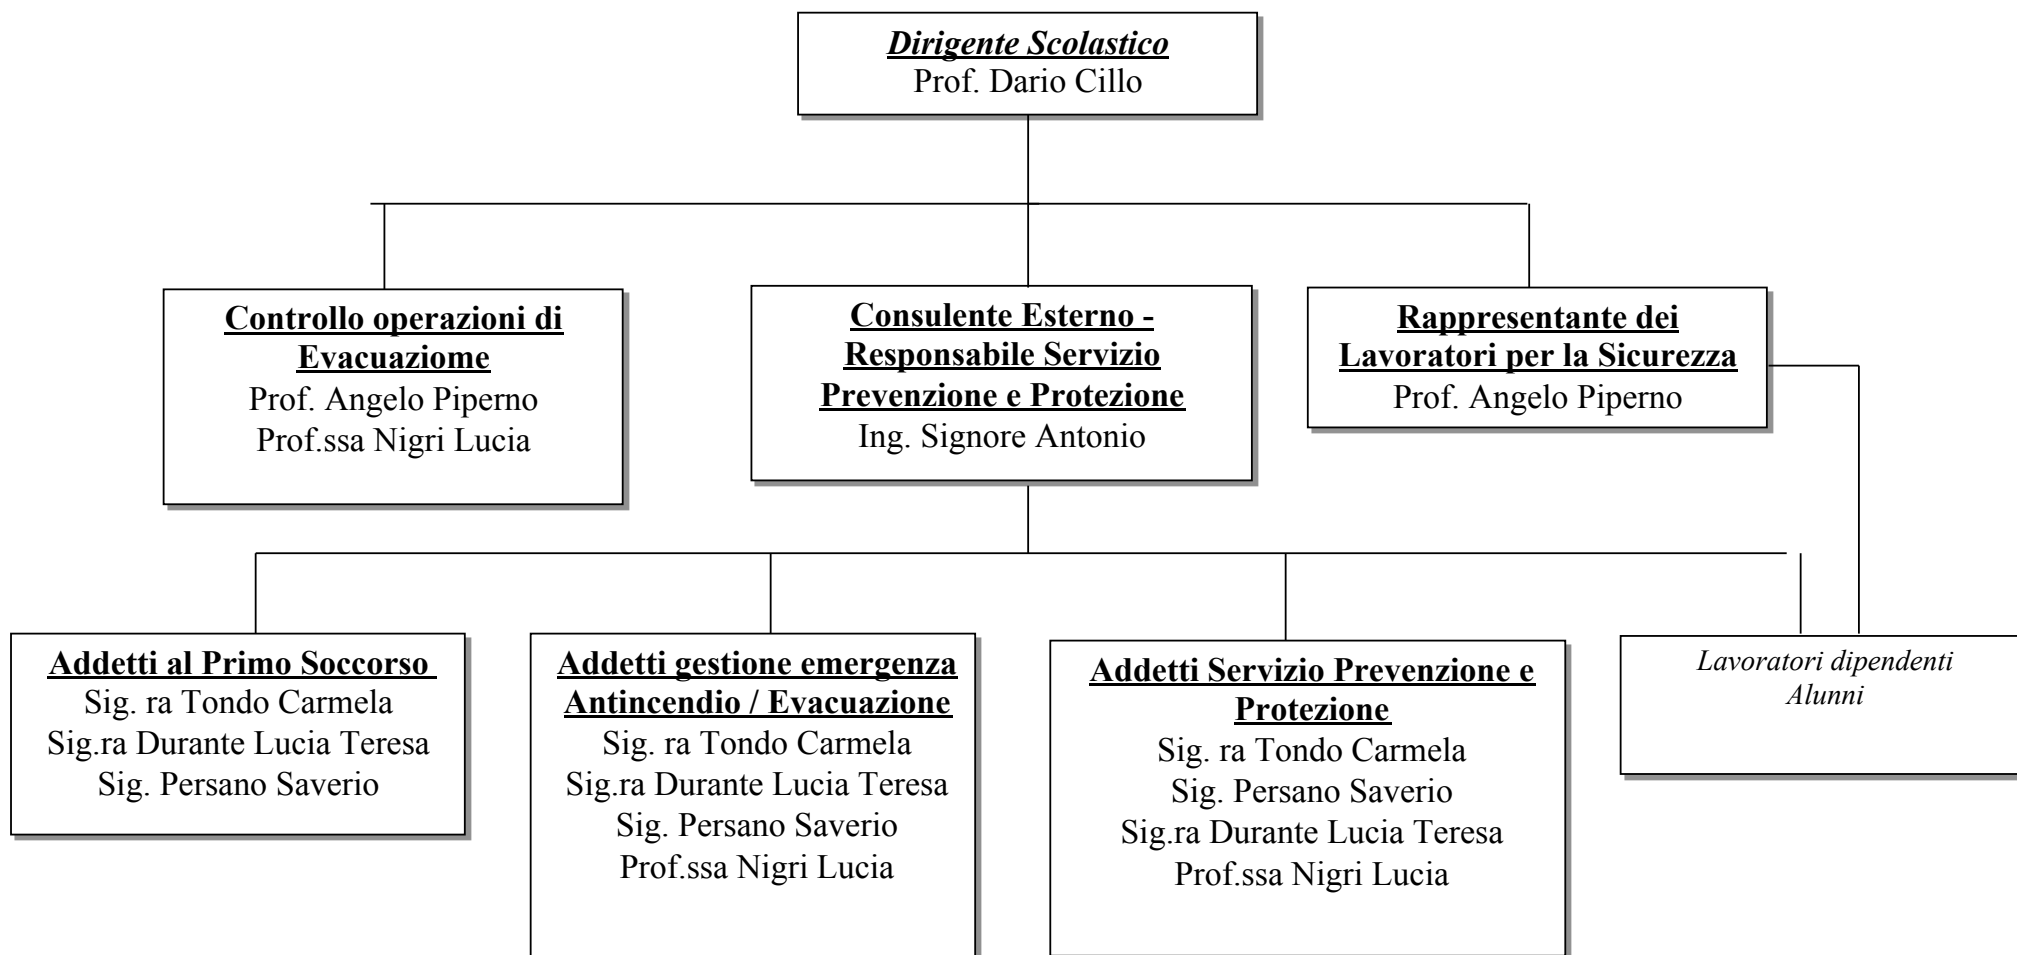 Dirigente Scolastico
Prof. Dario Cillo
Controllo operazioni di
Evacuaziome
Prof. Angelo Piperno
Prof.ssa Nigri Lucia
Consulente Esterno -
Responsabile Servizio
Prevenzione e Protezione
Ing. Signore Antonio
Rappresentante dei
Lavoratori per la Sicurezza
Prof. Angelo Piperno
Addetti al Primo Soccorso
Sig. ra Tondo Carmela
Sig.ra Durante Lucia Teresa
Sig. Persano Saverio
Addetti gestione emergenza
Antincendio / Evacuazione
Sig. ra Tondo Carmela
Sig.ra Durante Lucia Teresa
Sig. Persano Saverio
Prof.ssa Nigri Lucia
Addetti Servizio Prevenzione e
Protezione
Sig. ra Tondo Carmela
Sig. Persano Saverio
Sig.ra Durante Lucia Teresa
Prof.ssa Nigri Lucia
Lavoratori dipendenti
Alunni